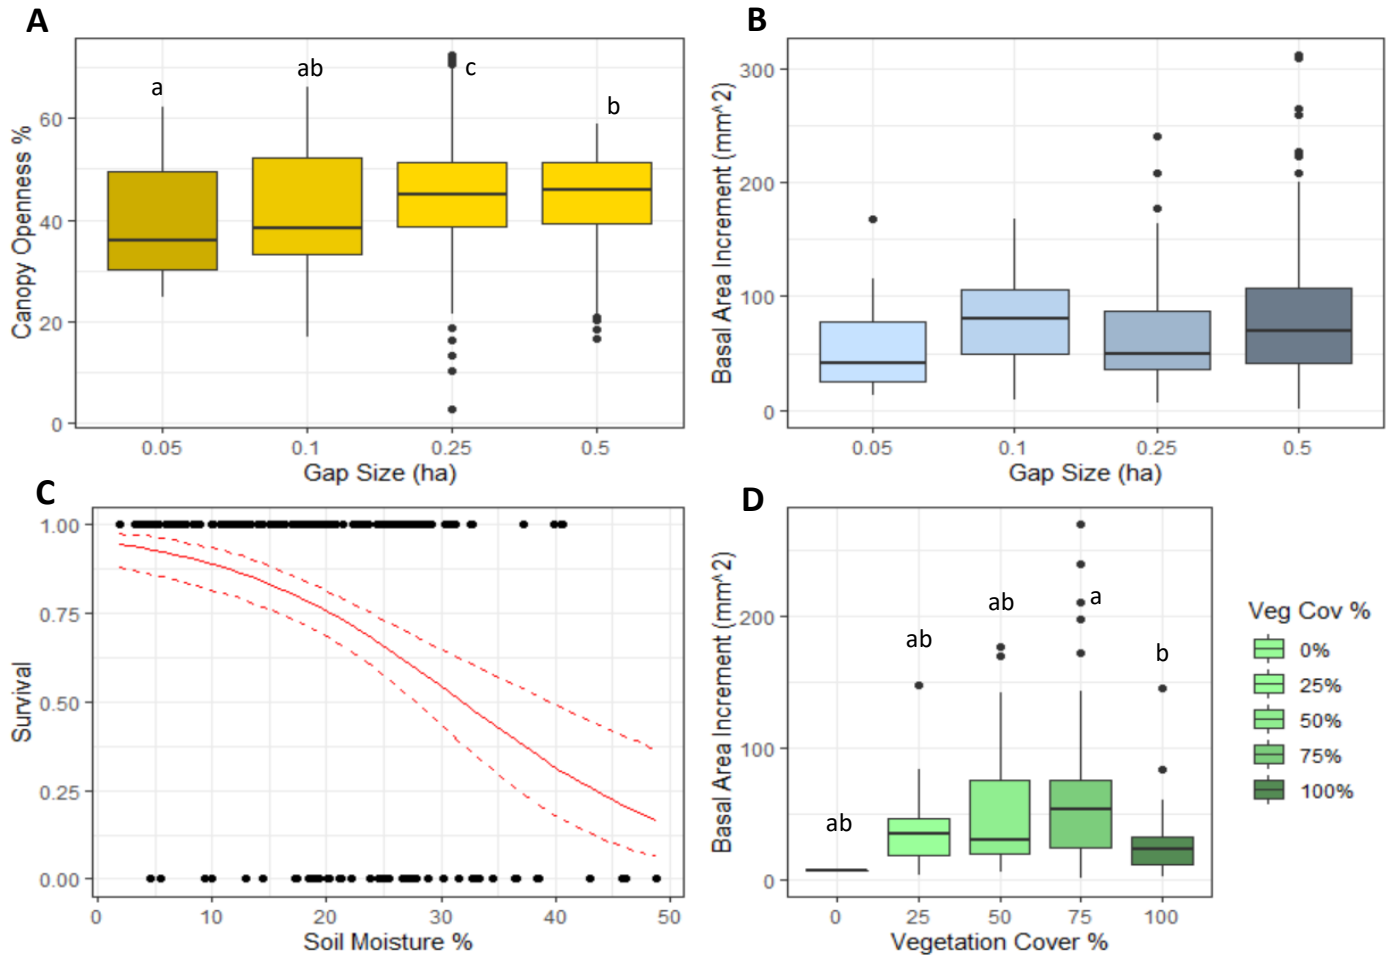 A
a
ab
c
b
Canopy Openness %
60
40
20
0
0.05
0.1
0.25
0.5
Gap Size (ha)
B
Basal Area Increment (mm^2)
300
200
100
0
0.05
0.1
0.25
0.5
Gap Size (ha)
C
Survival
1.00
0.75
0.50
0.25
0.00
0
10
20
30
40
50
Soil Moisture %
D
Basal Area Increment (mm^2)
200
100
0
ab
ab
ab
a
b
0
25
50
75
100
Vegetation Cover %
Veg Cov %
0%
25%
50%
75%
100%